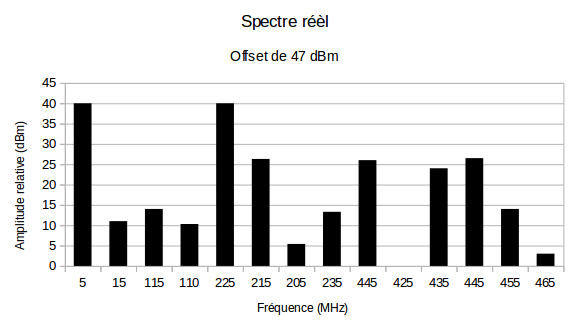 Spectre réèl
Offset de 47 dBm
Amplitude relative (dBm)
45
40
35
30
25
20
15
10
5
0
5 15 115 110 225 215 205 235 445 425 435 445 455 465
Fréquence (MHz)